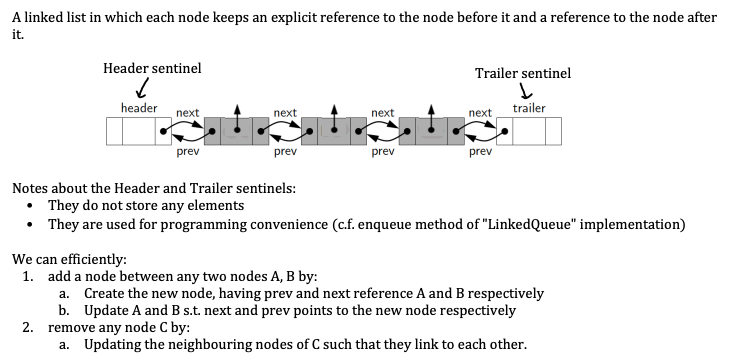 A linked list in which each node keeps an explicit reference to the node before it and a reference to the node after
it.
Header sentinel
Trailer sentinel
header next next next next trailer
prev prev prev prev
Notes about the Header and Trailer sentinels:
• They do not store any elements
• They are used for programming convenience (c.f. enqueue method of "LinkedQueue" implementation)
We can efficiently:
1. add a node between any two nodes A, B by:
a. Create the new node, having prev and next reference A and B respectively
b. Update A and B s.t. next and prev points to the new node respectively
2. remove any node C by:
a. Updating the neighbouring nodes of C such that they link to each other.